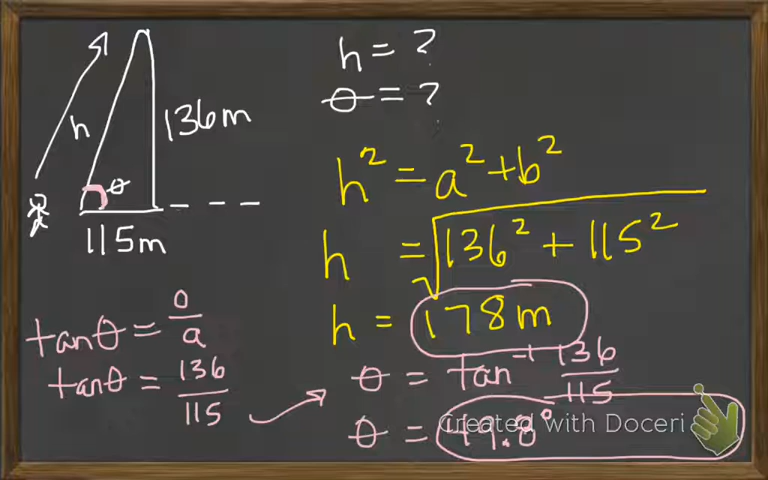 h = ?
θ = ?
136m
h
θ
115m
h² = a² + b²
h = √136² + 115²
h = 178m
tanθ = o/a
tanθ = 136/115
θ = tan⁻¹ 136/115
θ = 49.8°
Created with Doceri